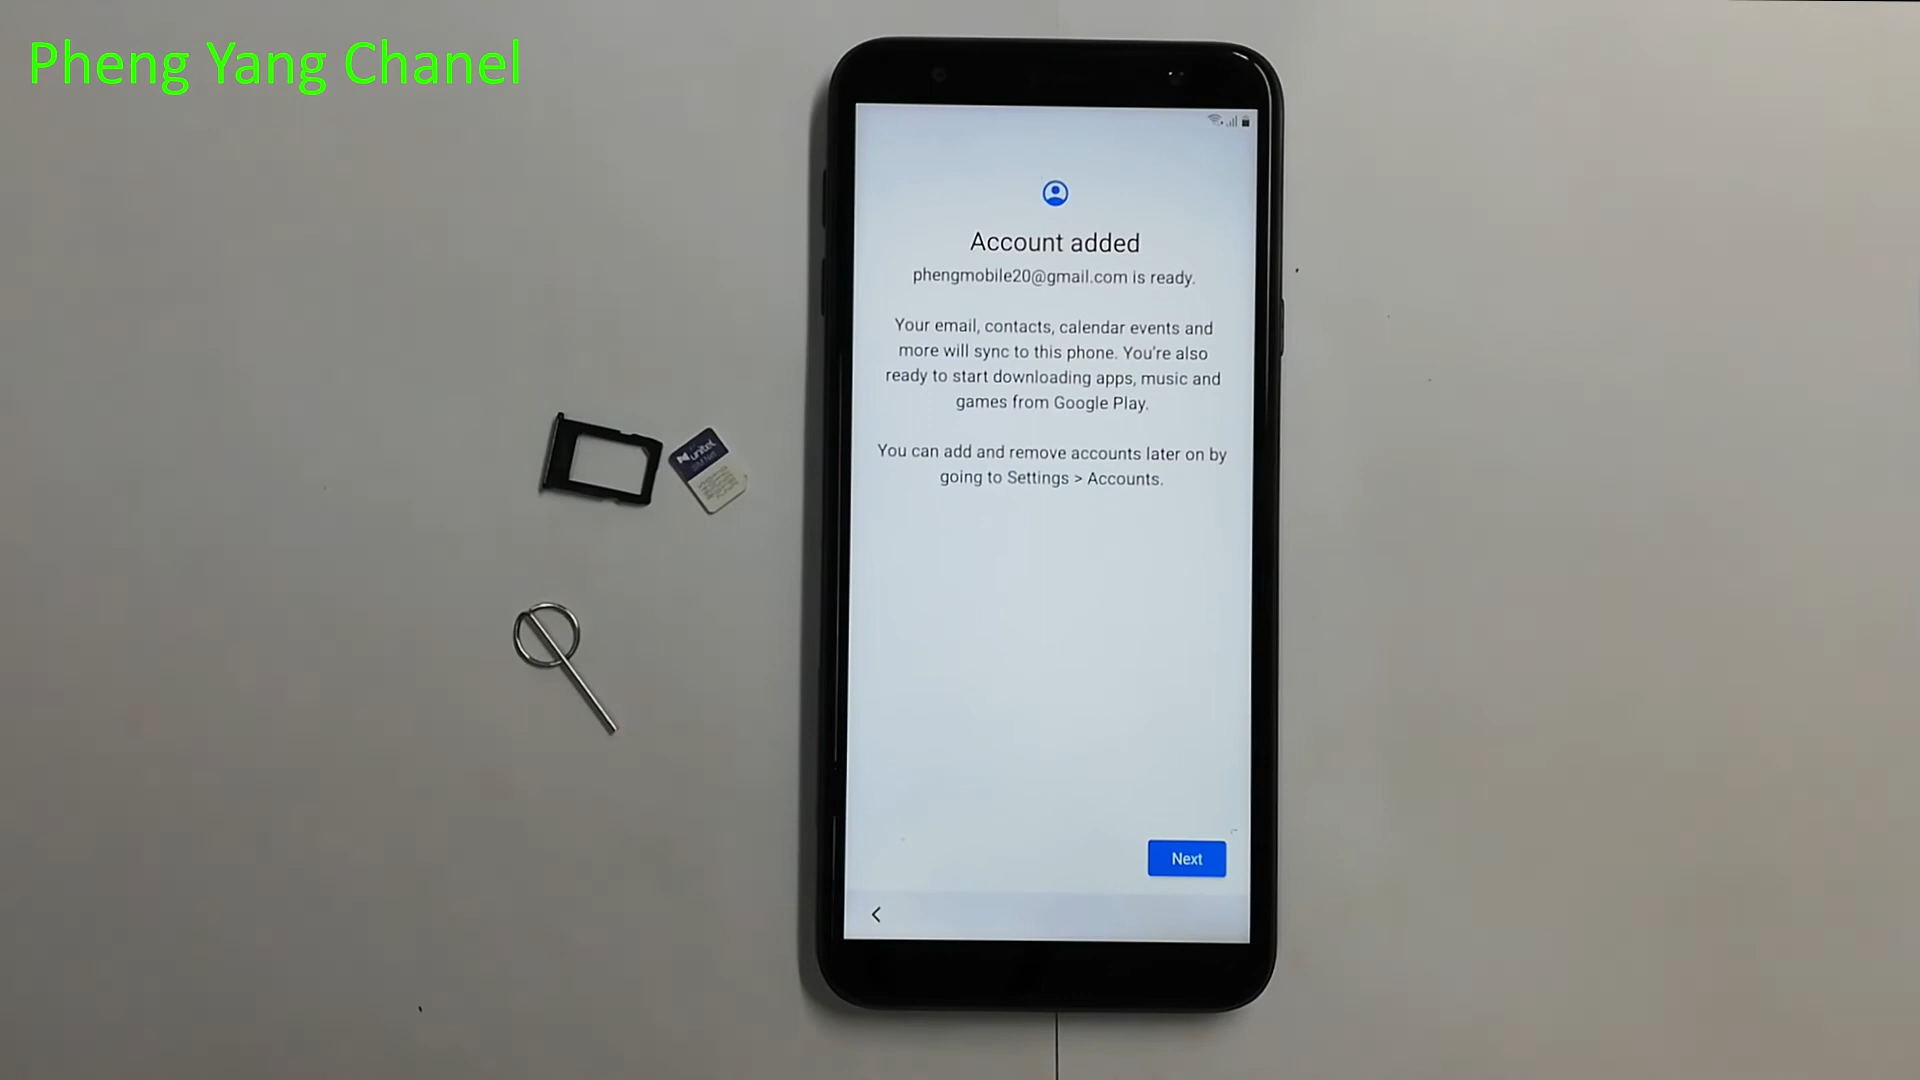 Pheng Yang Chanel
Account added
phengmobile20@gmail.com is ready.
Your email, contacts, calendar events and
more will sync to this phone. You're also
ready to start downloading apps, music and
games from Google Play.
You can add and remove accounts later on by
going to Settings > Accounts.
unitel
Next